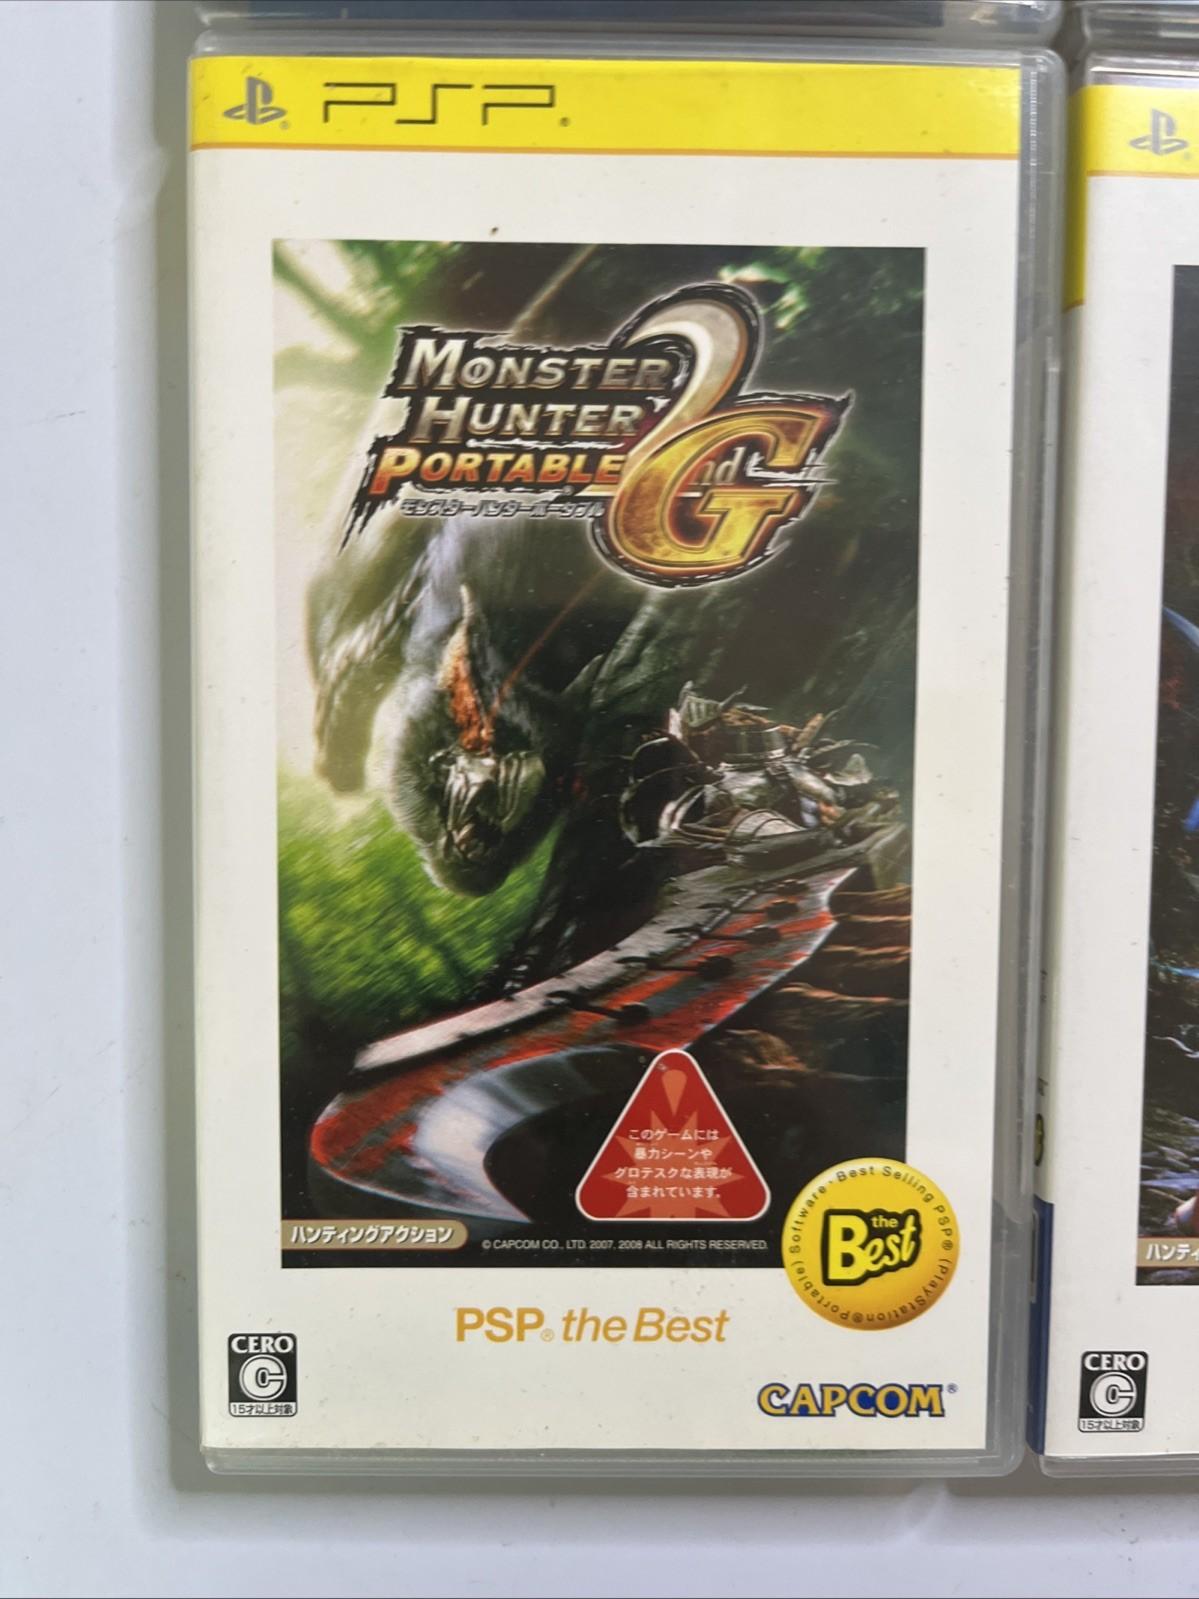 PSP®
MONSTER
HUNTER
PORTABLE 2nd G
モンスターハンターポータブル
このゲームには
暴力シーンや
グロテスクな表現が
含まれています。
ハンティングアクション
© CAPCOM CO., LTD. 2007, 2008 ALL RIGHTS RESERVED.
Best Selling PSP® (PlayStation®Portable) Software
the
Best
PSP® the Best
CERO
C
15才以上対象
CAPCOM®
ハンテ
CERO
C
15才以上対象